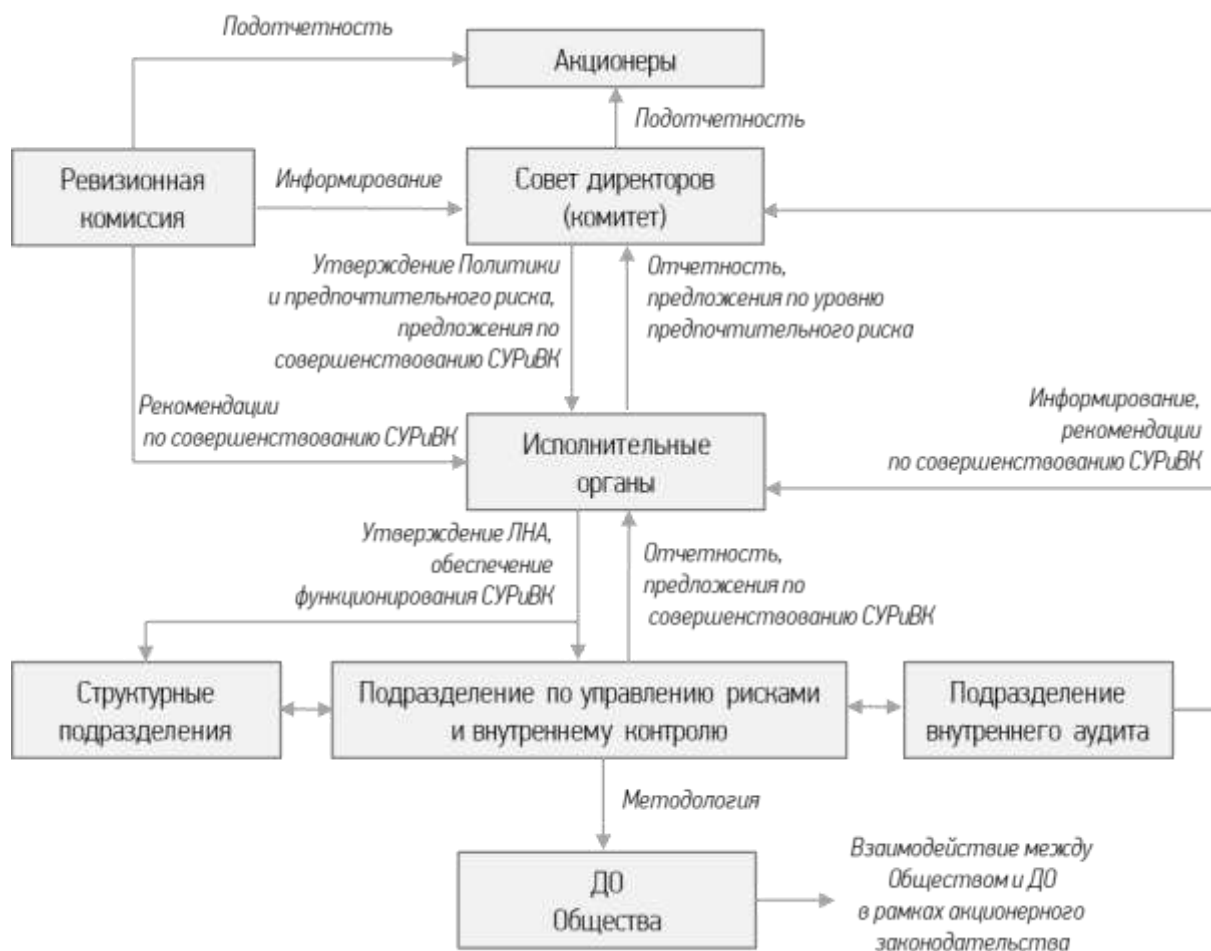 Подотчетность
Акционеры
Подотчетность
Ревизионная
комиссия
Информирование
Совет директоров
(комитет)
Утверждение Политики
и предпочтительного риска,
предложения по
совершенствованию СУРиВК
Отчетность,
предложения по уровню
предпочтительного риска
Рекомендации
по совершенствованию СУРиВК
Исполнительные
органы
Информирование,
рекомендации
по совершенствованию СУРиВК
Утверждение ЛНА,
обеспечение
функционирования СУРиВК
Отчетность,
предложения по
совершенствованию СУРиВК
Структурные
подразделения
Подразделение по управлению рисками
и внутреннему контролю
Подразделение
внутреннего аудита
Методология
ДО
Общества
Взаимодействие между
Обществом и ДО
в рамках акционерного
законодательства